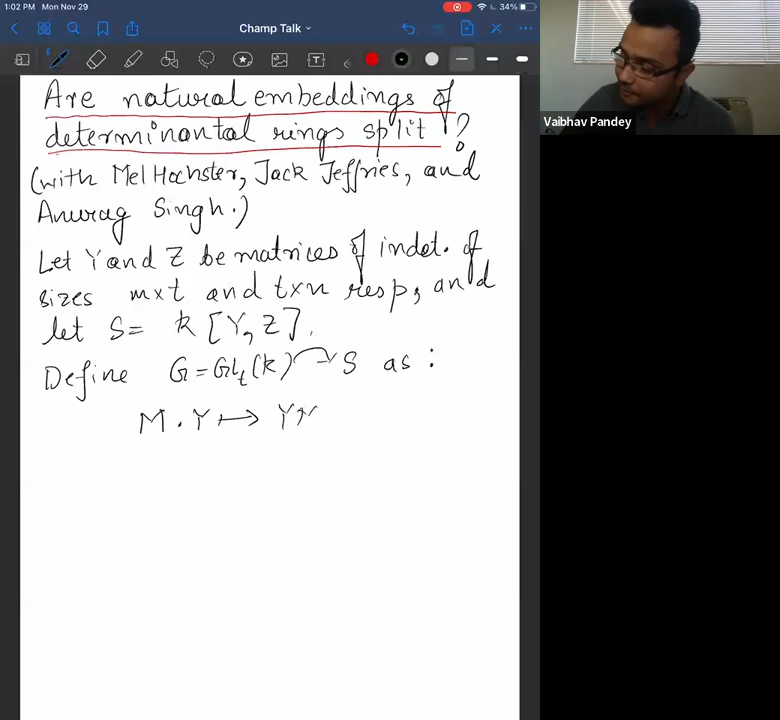 1:02 PM Mon Nov 29
34%
Champ Talk
Are natural embeddings of
determinantal rings split ?
(with Mel Hochster, Jack Jeffries, and
Anurag Singh.)
Let Y and Z be matrices of indet. of
sizes m×t and t×n resp, and
let S = k[Y, Z].
Define G = GL_t(k) ↷ S as :
M . Y ⟼ Y
Vaibhav Pandey